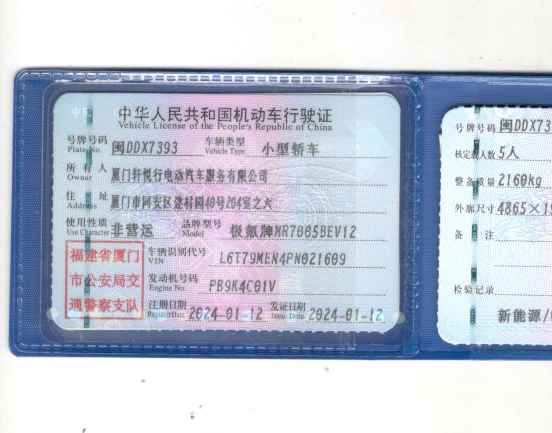 中华人民共和国机动车行驶证
Vehicle License of the People's Republic of China
号牌号码 闽DDX7393 车辆类型 小型轿车
Plate No. Vehicle Type
所有人 厦门轩悦行电动汽车服务有限公司
Owner
住址 厦门市同安区 村园40号204室之六
Address
使用性质 非营运 品牌型号 极氪牌MR7005BEV12
Use Character Model
福建省厦门
市公安局交
通警察支队
车辆识别代号 L6T79MEN4PN021609
VIN
发动机号码 PB9K4C01V
Engine No.
注册日期 2024-01-12 发证日期 2024-01-12
Register Date Issue Date
号牌号码 闽DDX73
核定载人数 5人
整备质量 2160kg
外廓尺寸 4865×19
备注
检验记录
新能源/